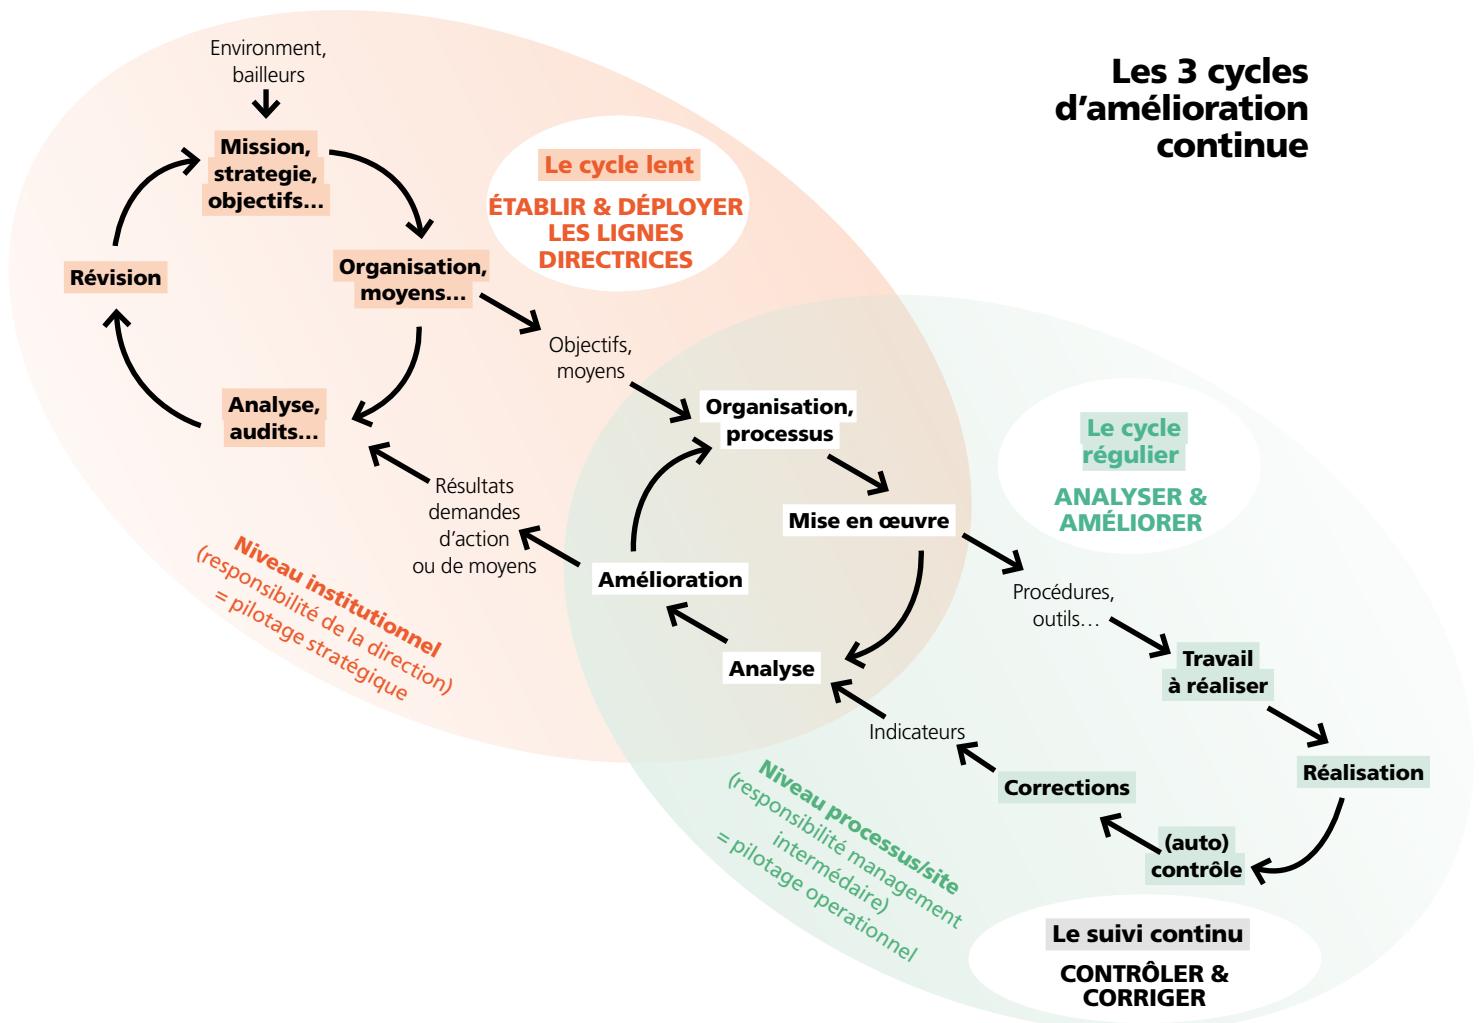 Les 3 cycles
d'amélioration
continue
Environment,
bailleurs
Mission,
strategie,
objectifs...
Le cycle lent
ÉTABLIR & DÉPLOYER
LES LIGNES
DIRECTRICES
Révision
Organisation,
moyens...
Objectifs,
moyens
Analyse,
audits...
Organisation,
processus
Le cycle
régulier
ANALYSER &
AMÉLIORER
Résultats
demandes
d'action
ou de moyens
Mise en œuvre
Amélioration
Niveau institutionnel
(responsibilité de la direction)
= pilotage stratégique
Procédures,
outils...
Analyse
Travail
à réaliser
Indicateurs
Réalisation
Corrections
Niveau processus/site
(responsibilité management
intermédaire)
= pilotage operationnel
(auto)
contrôle
Le suivi continu
CONTRÔLER &
CORRIGER